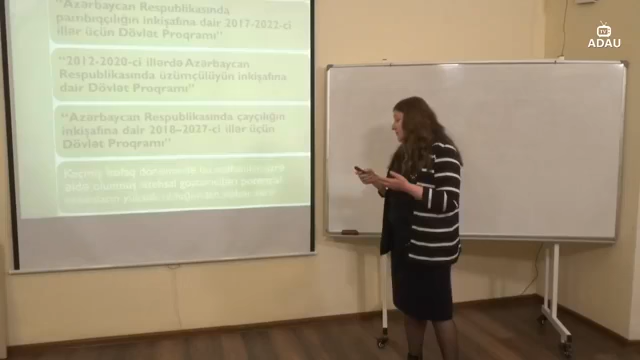 "Azərbaycan Respublikasında
pambıqçılığın inkişafına dair 2017-2022-ci
illər üçün Dövlət Proqramı"
"2012-2020-ci illərdə Azərbaycan
Respublikasında üzümçülüyün inkişafına
dair Dövlət Proqramı"
"Azərbaycan Respublikasında çayçılığın
inkişafına dair 2018–2027-ci illər üçün
Dövlət Proqramı"
TV
ADAU